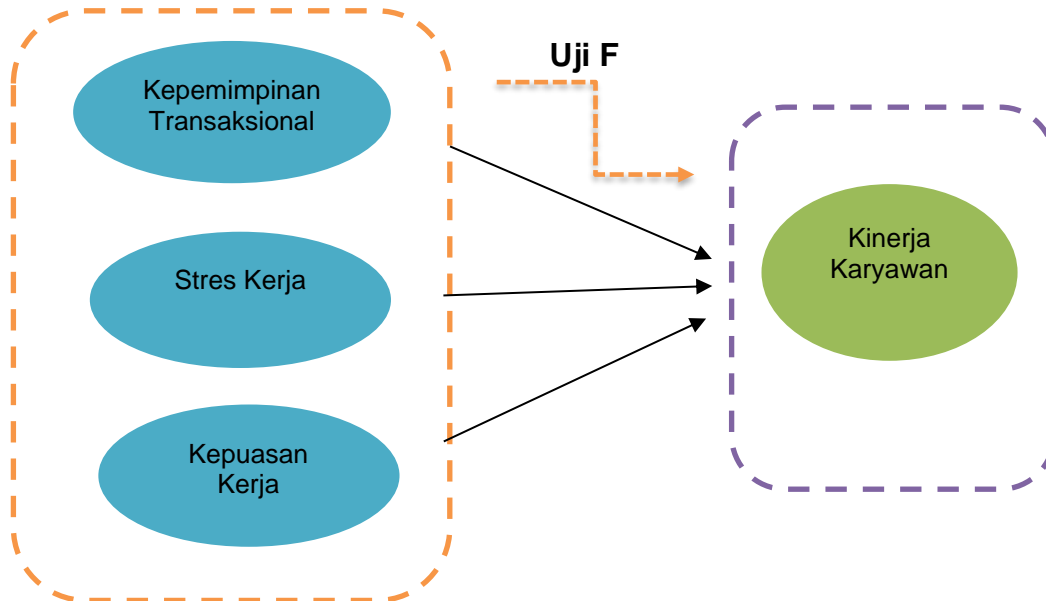 Uji F
Kepemimpinan
Transaksional
Stres Kerja
Kepuasan
Kerja
Kinerja
Karyawan